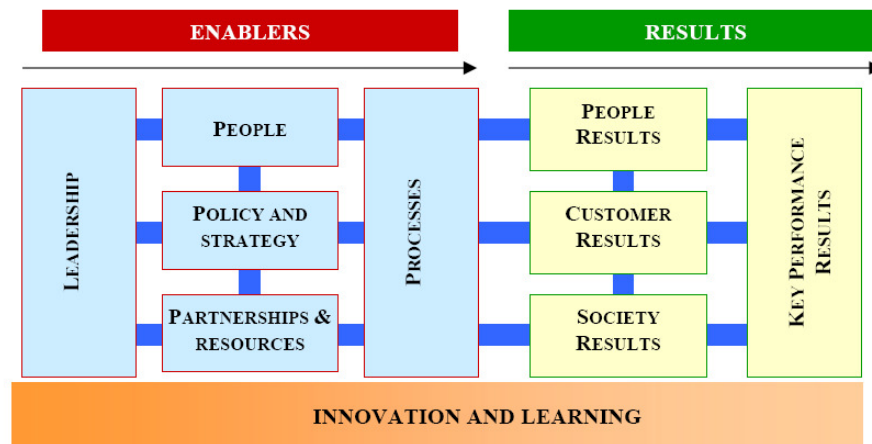 ENABLERS
RESULTS
LEADERSHIP
PEOPLE
POLICY AND
STRATEGY
PARTNERSHIPS &
RESOURCES
PROCESSES
PEOPLE
RESULTS
CUSTOMER
RESULTS
SOCIETY
RESULTS
KEY PERFORMANCE
RESULTS
INNOVATION AND LEARNING